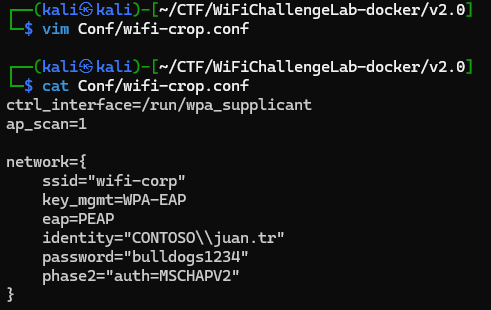 ┌──(kali㉿kali)-[~/CTF/WiFiChallengeLab-docker/v2.0]
└─$ vim Conf/wifi-crop.conf
┌──(kali㉿kali)-[~/CTF/WiFiChallengeLab-docker/v2.0]
└─$ cat Conf/wifi-crop.conf
ctrl_interface=/run/wpa_supplicant
ap_scan=1
network={
    ssid="wifi-corp"
    key_mgmt=WPA-EAP
    eap=PEAP
    identity="CONTOSO\\juan.tr"
    password="bulldogs1234"
    phase2="auth=MSCHAPV2"
}